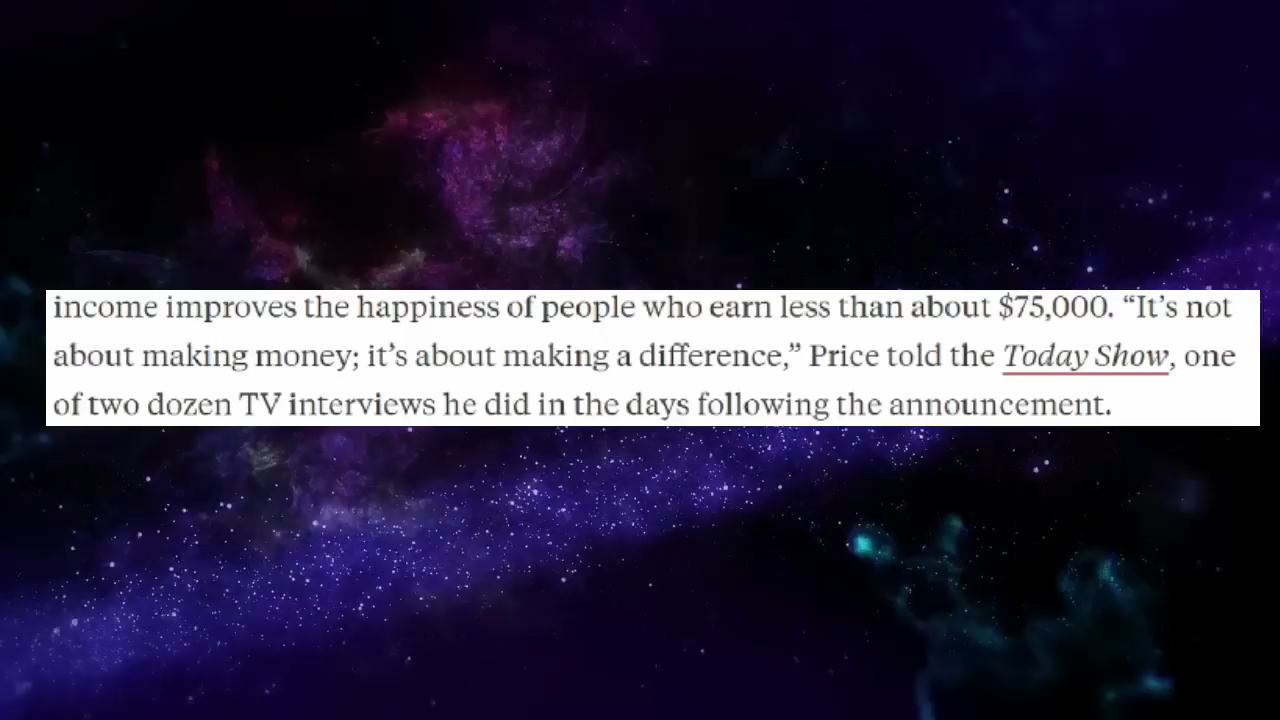 income improves the happiness of people who earn less than about $75,000. “It’s not
about making money; it’s about making a difference,” Price told the Today Show, one
of two dozen TV interviews he did in the days following the announcement.